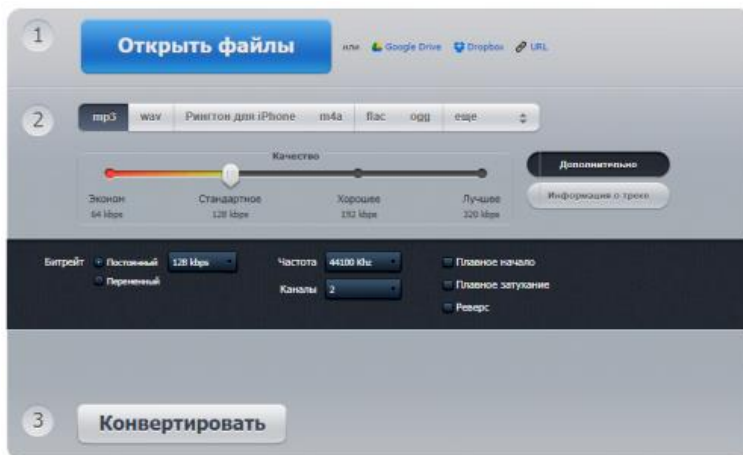 1
Открыть файлы или Google Drive Dropbox URL
2
mp3 wav Рингтон для iPhone m4a flac ogg еще
Качество
Дополнительно
Эконом Стандартное Хорошее Лучшее
64 kbps 128 kbps 192 kbps 320 kbps
Информация о треке
Битрейт Постоянный 128 kbps Частота 44100 Khz Плавное начало
Переменный Каналы 2 Плавное затухание
Реверс
3
Конвертировать